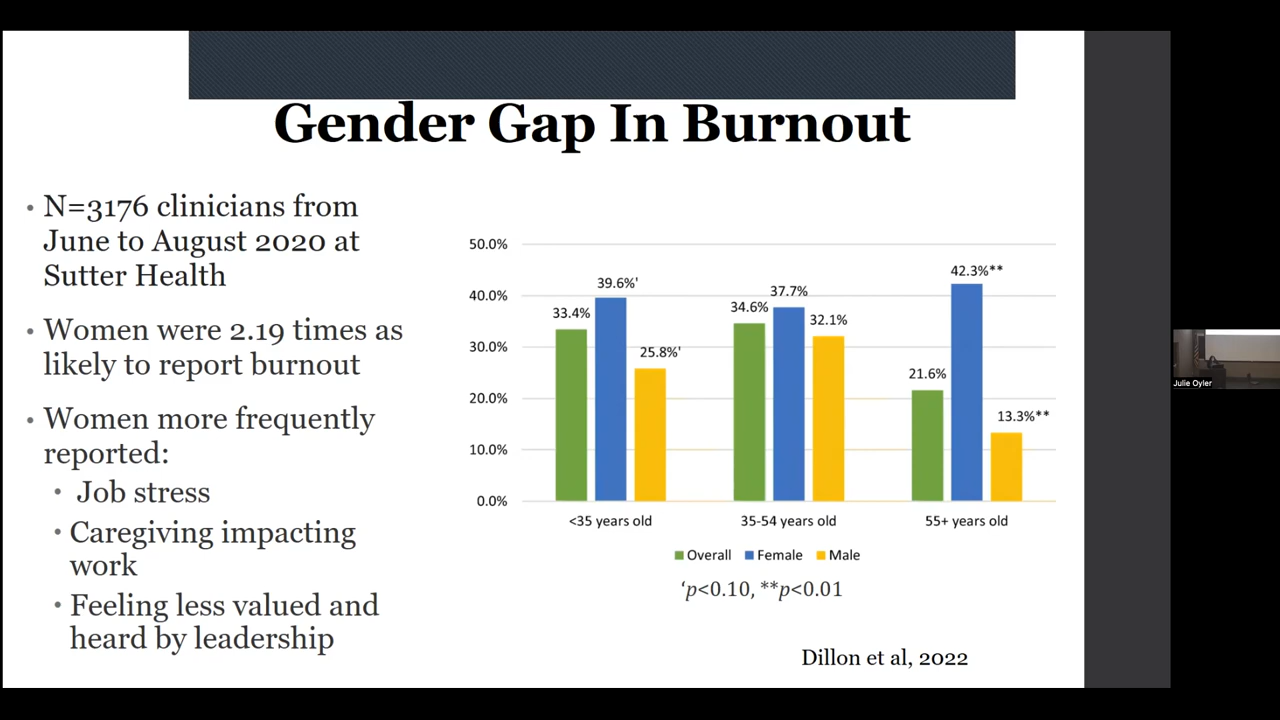 Gender Gap In Burnout
• N=3176 clinicians from
June to August 2020 at
Sutter Health
• Women were 2.19 times as
likely to report burnout
• Women more frequently
reported:
• Job stress
• Caregiving impacting
work
• Feeling less valued and
heard by leadership
50.0%
40.0%
30.0%
20.0%
10.0%
0.0%
33.4%
39.6%'
25.8%'
34.6%
37.7%
32.1%
21.6%
42.3%**
13.3%**
<35 years old
35-54 years old
55+ years old
Overall Female Male
'p<0.10, **p<0.01
Dillon et al, 2022
Julie Oyler